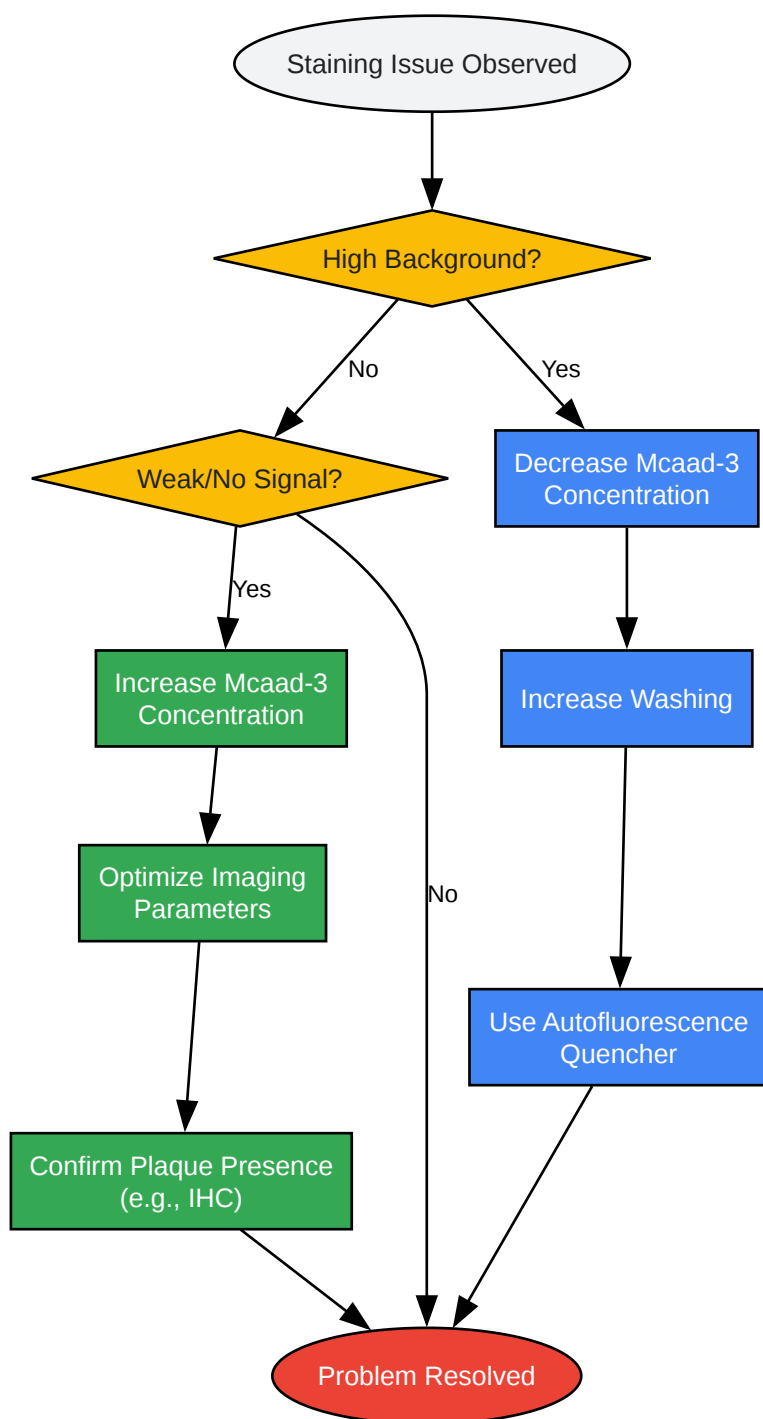 Staining Issue Observed
High Background?
No
Yes
Weak/No Signal?
Decrease Mcaad-3
Concentration
Yes
Increase Mcaad-3
Concentration
Increase Washing
Optimize Imaging
Parameters
No
Use Autofluorescence
Quencher
Confirm Plaque Presence
(e.g., IHC)
Problem Resolved